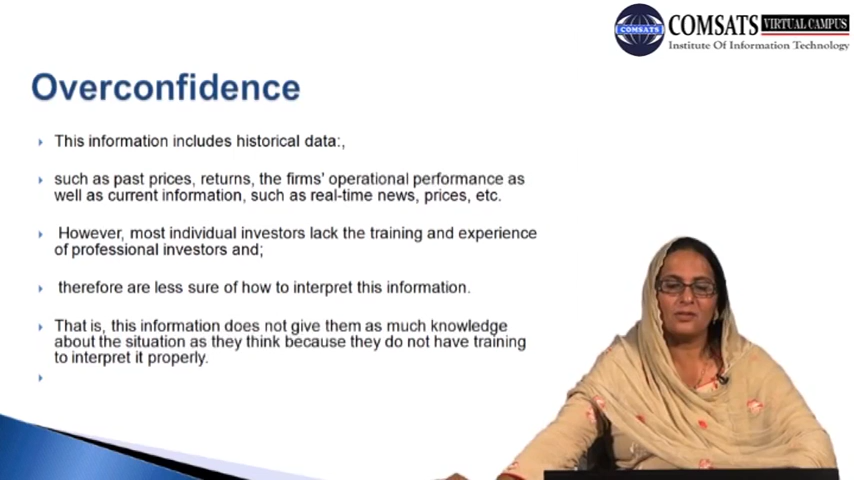 COMSATS VIRTUAL CAMPUS
Institute Of Information Technology
COMSATS
Overconfidence
This information includes historical data:,
such as past prices, returns, the firms' operational performance as
well as current information, such as real-time news, prices, etc.
However, most individual investors lack the training and experience
of professional investors and;
therefore are less sure of how to interpret this information.
That is, this information does not give them as much knowledge
about the situation as they think because they do not have training
to interpret it properly.